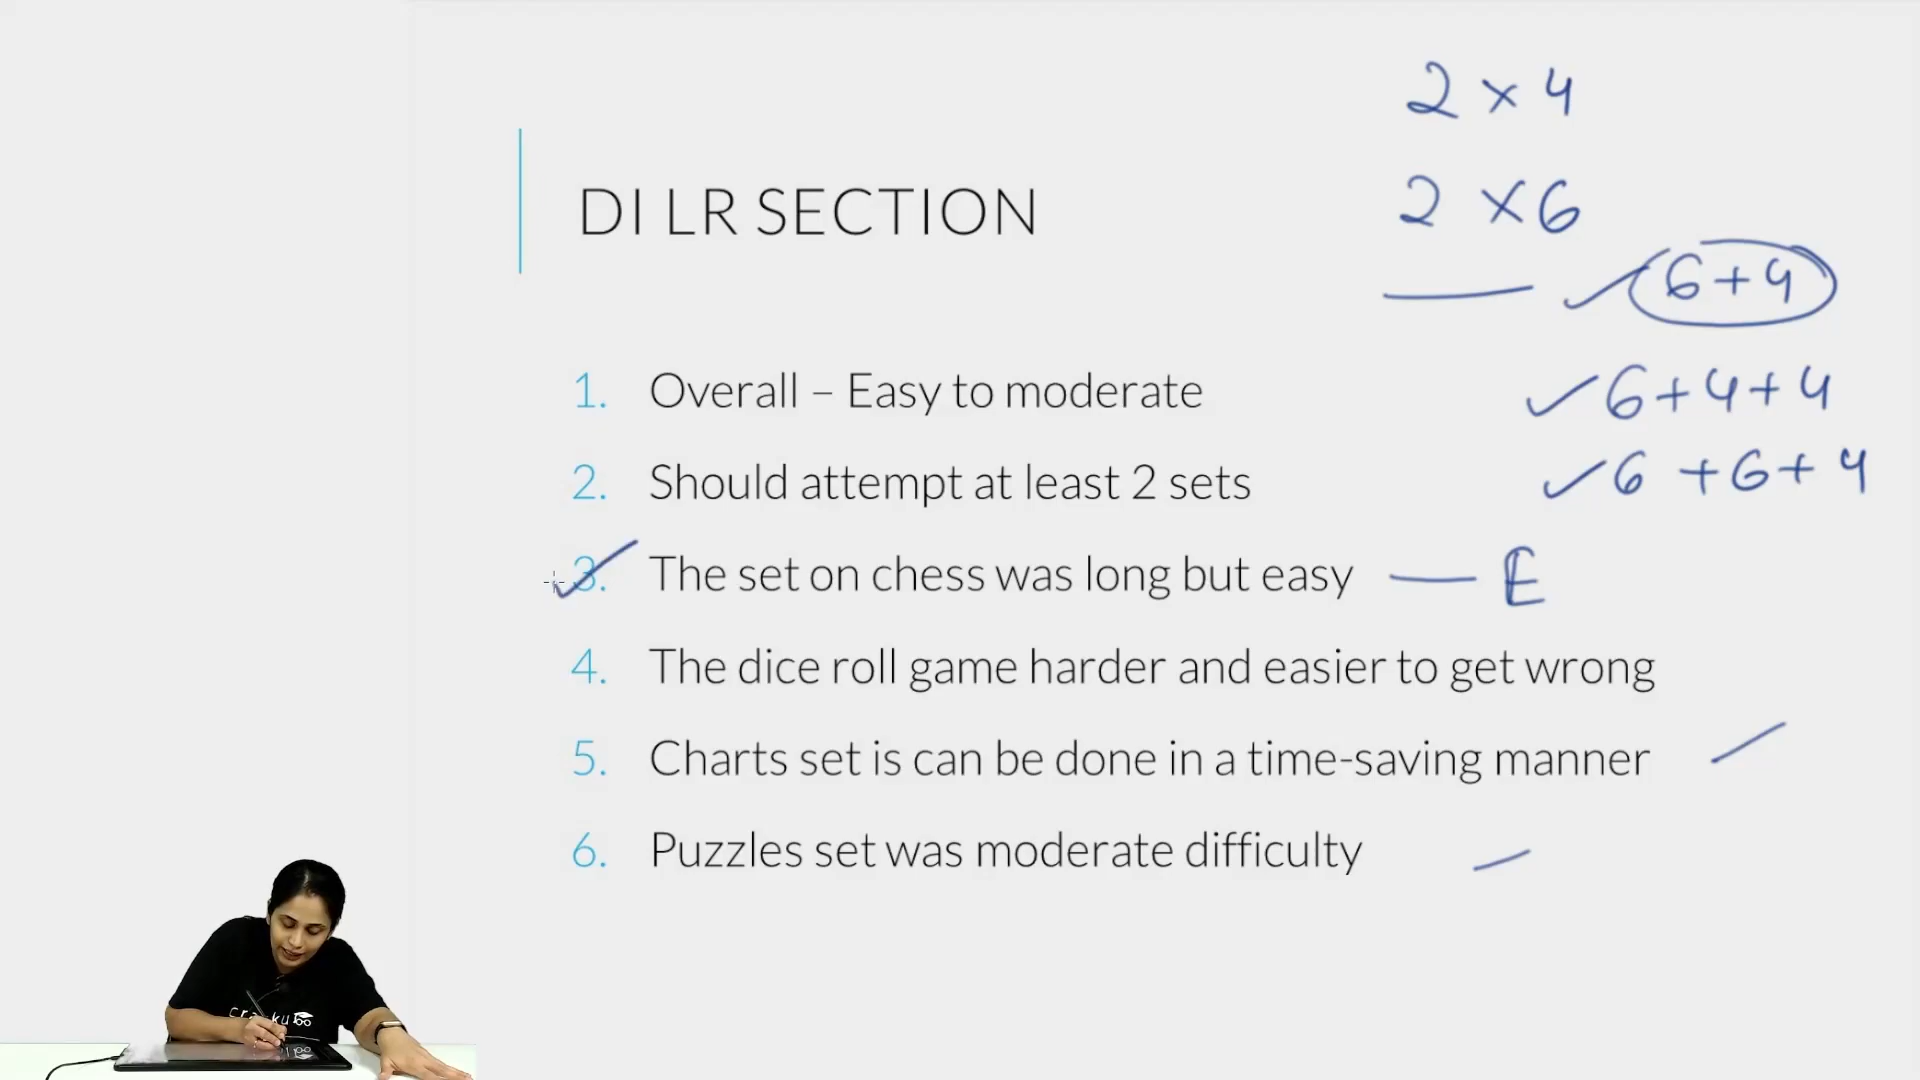 2 × 4
2 × 6
DI LR SECTION
6+4
1. Overall – Easy to moderate
6+4+4
2. Should attempt at least 2 sets
6+6+4
3. The set on chess was long but easy — E
4. The dice roll game harder and easier to get wrong
5. Charts set is can be done in a time-saving manner
6. Puzzles set was moderate difficulty